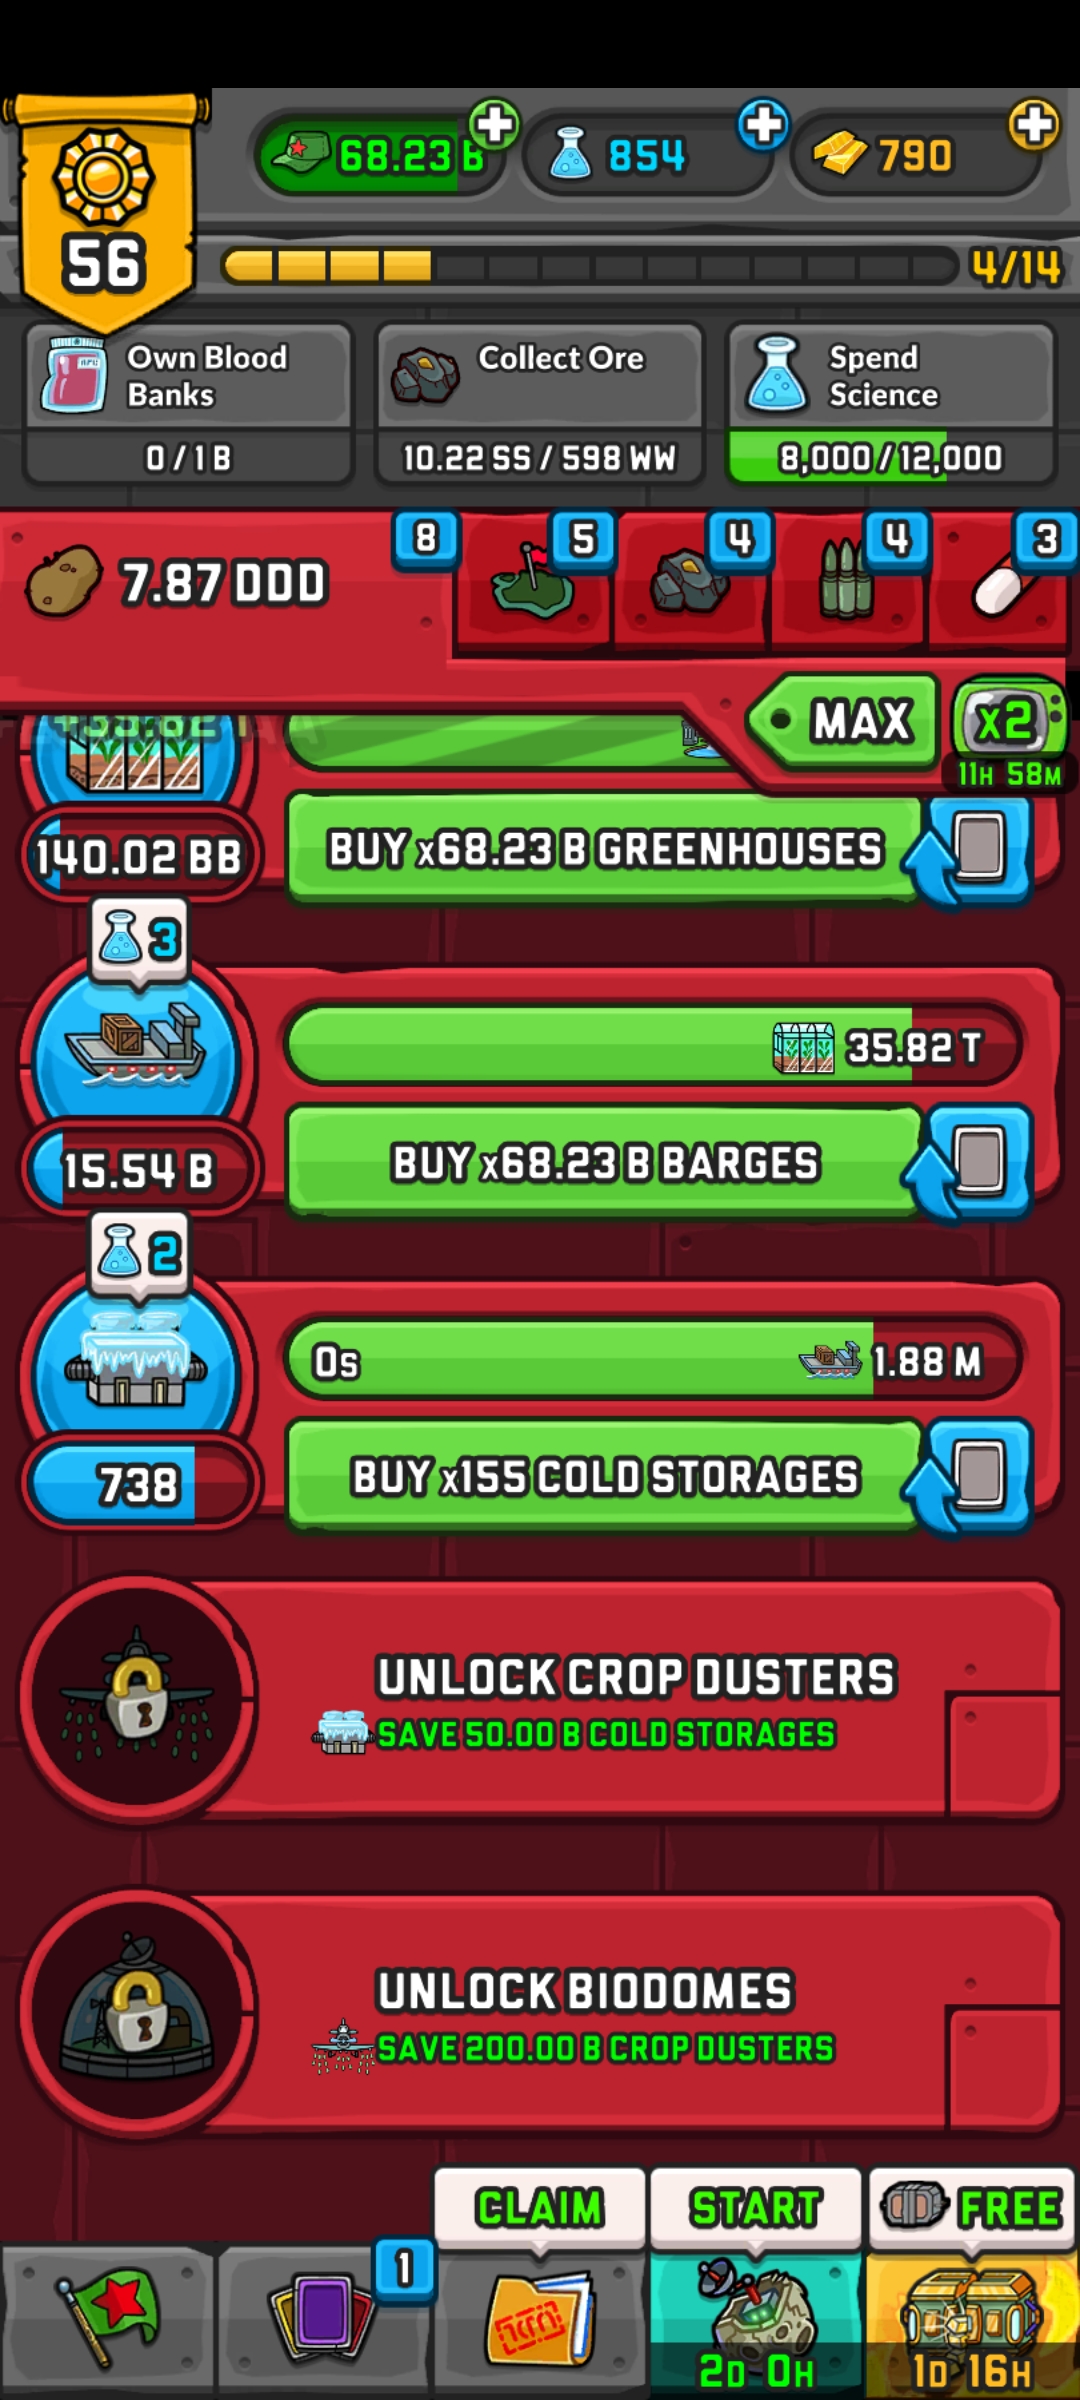 68.23 B
854
790
56
4/14
Own Blood
Banks
Collect Ore
Spend
Science
0 / 1 B
10.22 SS / 598 WW
8,000 / 12,000
7.87 DDD
8
5
4
4
3
MAX
x2
11H 58M
140.02 BB
BUY x68.23 B GREENHOUSES
3
35.82 T
15.54 B
BUY x68.23 B BARGES
2
0s
1.88 M
738
BUY x155 COLD STORAGES
UNLOCK CROP DUSTERS
SAVE 50.00 B COLD STORAGES
UNLOCK BIODOMES
SAVE 200.00 B CROP DUSTERS
CLAIM
START
FREE
1
2D 0H
1D 16H